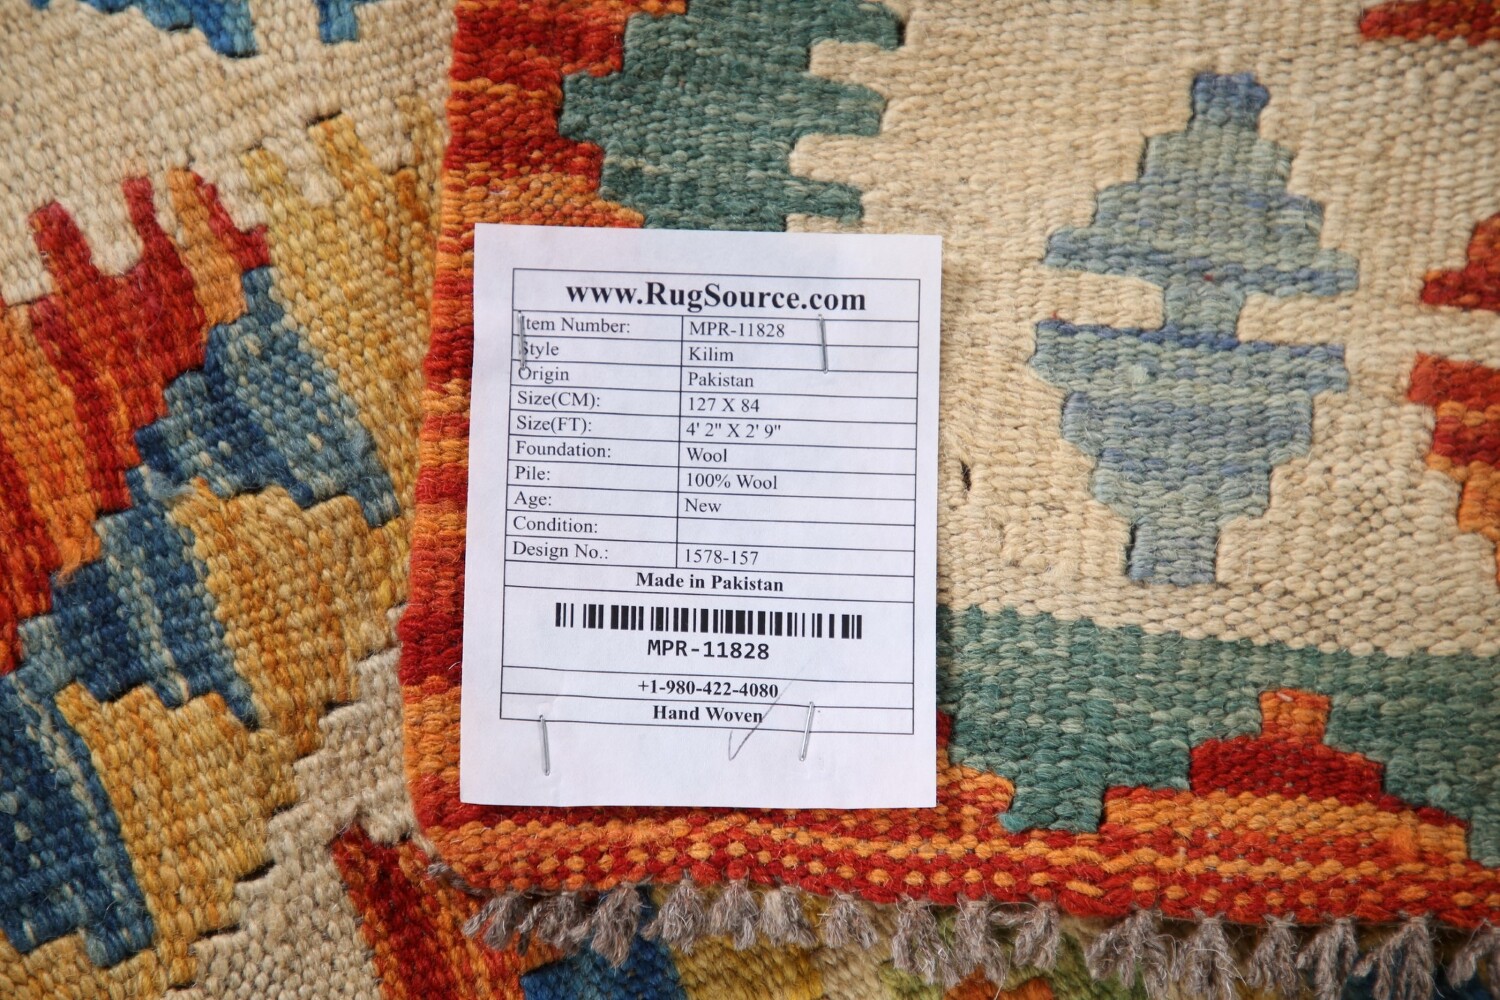 www.RugSource.com
Item Number: MPR-11828
Style Kilim
Origin Pakistan
Size(CM): 127 X 84
Size(FT): 4' 2" X 2' 9"
Foundation: Wool
Pile: 100% Wool
Age: New
Condition:
Design No.: 1578-157
Made in Pakistan
MPR-11828
+1-980-422-4080
Hand Woven